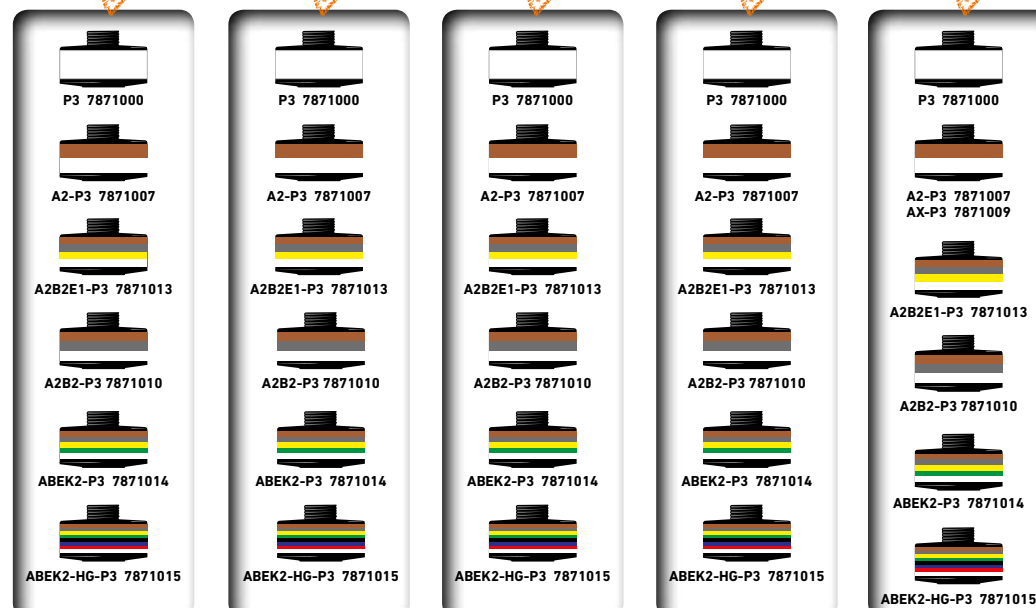 P3 7871000
A2-P3 7871007
A2B2E1-P3 7871013
A2B2-P3 7871010
ABEK2-P3 7871014
ABEK2-HG-P3 7871015
P3 7871000
A2-P3 7871007
A2B2E1-P3 7871013
A2B2-P3 7871010
ABEK2-P3 7871014
ABEK2-HG-P3 7871015
P3 7871000
A2-P3 7871007
A2B2E1-P3 7871013
A2B2-P3 7871010
ABEK2-P3 7871014
ABEK2-HG-P3 7871015
P3 7871000
A2-P3 7871007
A2B2E1-P3 7871013
A2B2-P3 7871010
ABEK2-P3 7871014
ABEK2-HG-P3 7871015
P3 7871000
A2-P3 7871007
AX-P3 7871009
A2B2E1-P3 7871013
A2B2-P3 7871010
ABEK2-P3 7871014
ABEK2-HG-P3 7871015